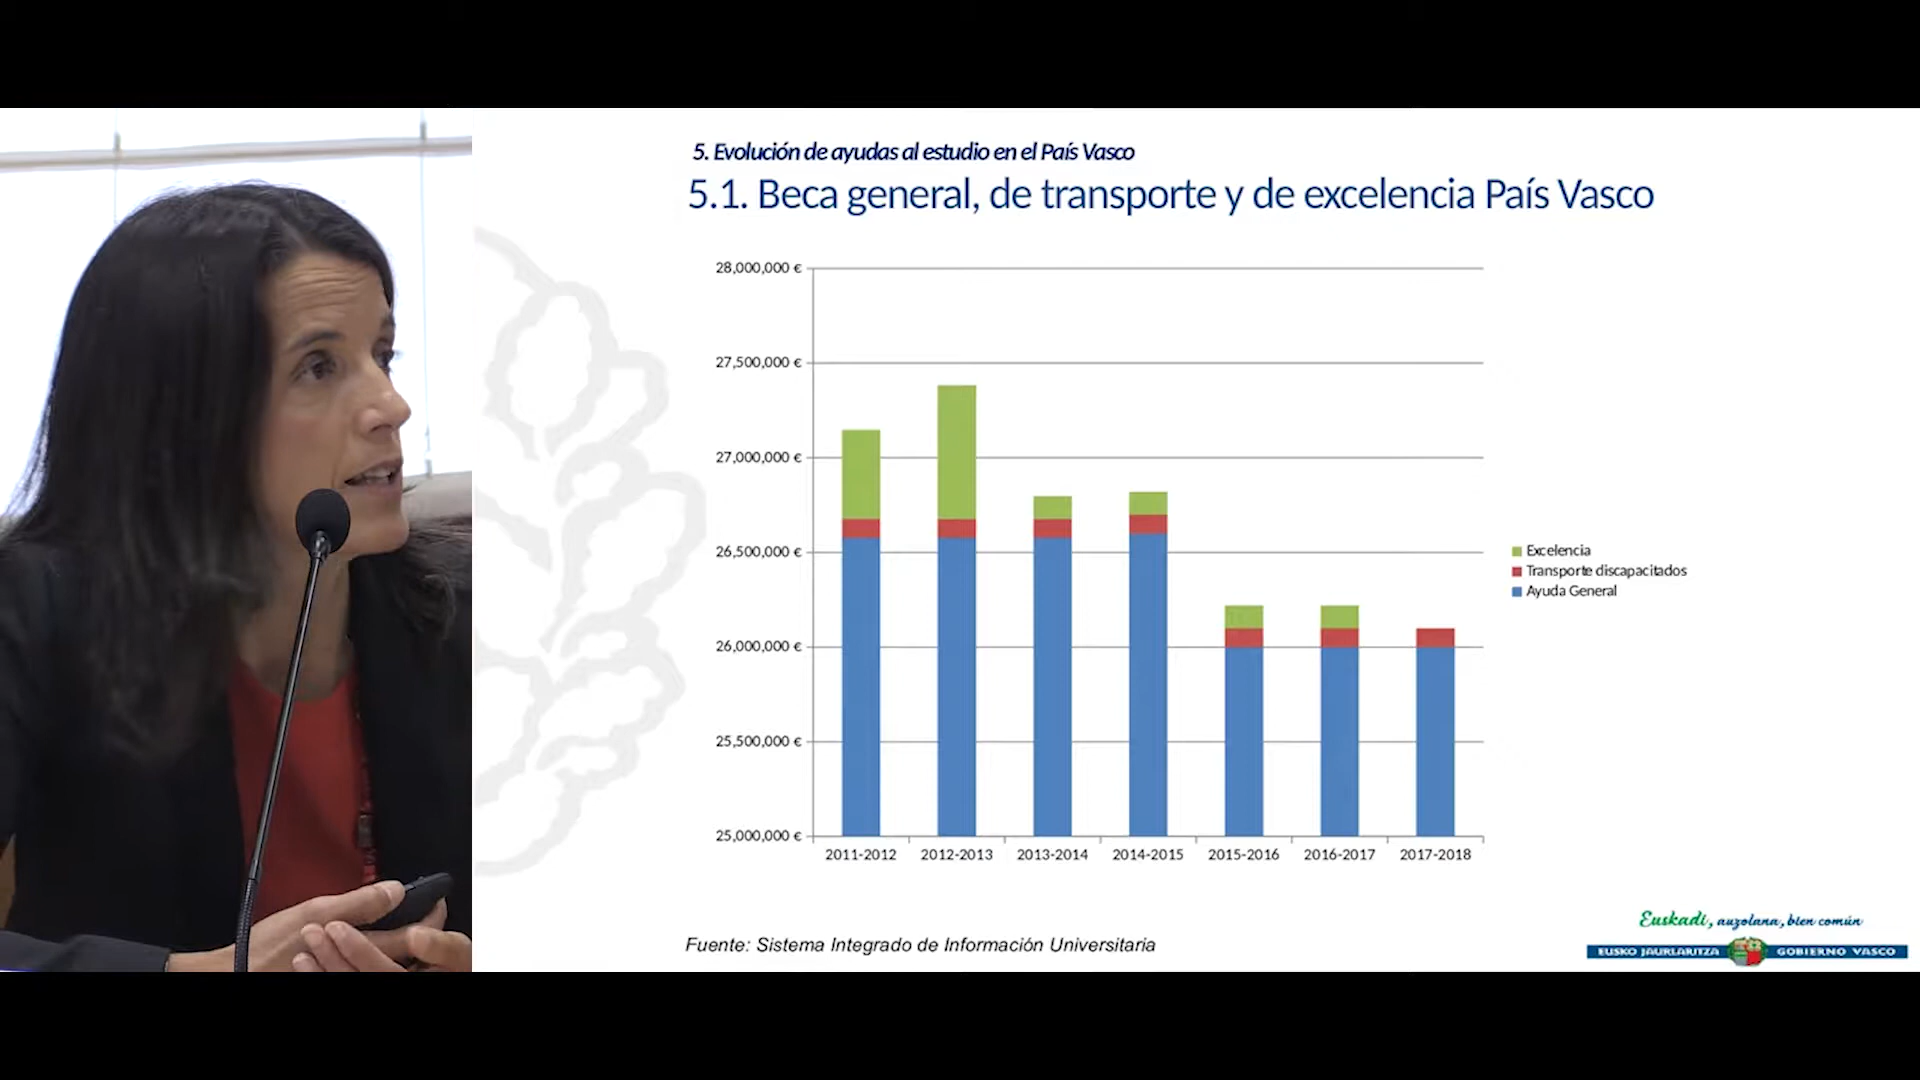 5. Evolución de ayudas al estudio en el País Vasco
5.1. Beca general, de transporte y de excelencia País Vasco
28,000,000 €
27,500,000 €
27,000,000 €
26,500,000 €
26,000,000 €
25,500,000 €
25,000,000 €
2011-2012 2012-2013 2013-2014 2014-2015 2015-2016 2016-2017 2017-2018
Excelencia
Transporte discapacitados
Ayuda General
Fuente: Sistema Integrado de Información Universitaria
Euskadi, auzolana, bien común
EUSKO JAURLARITZA GOBIERNO VASCO